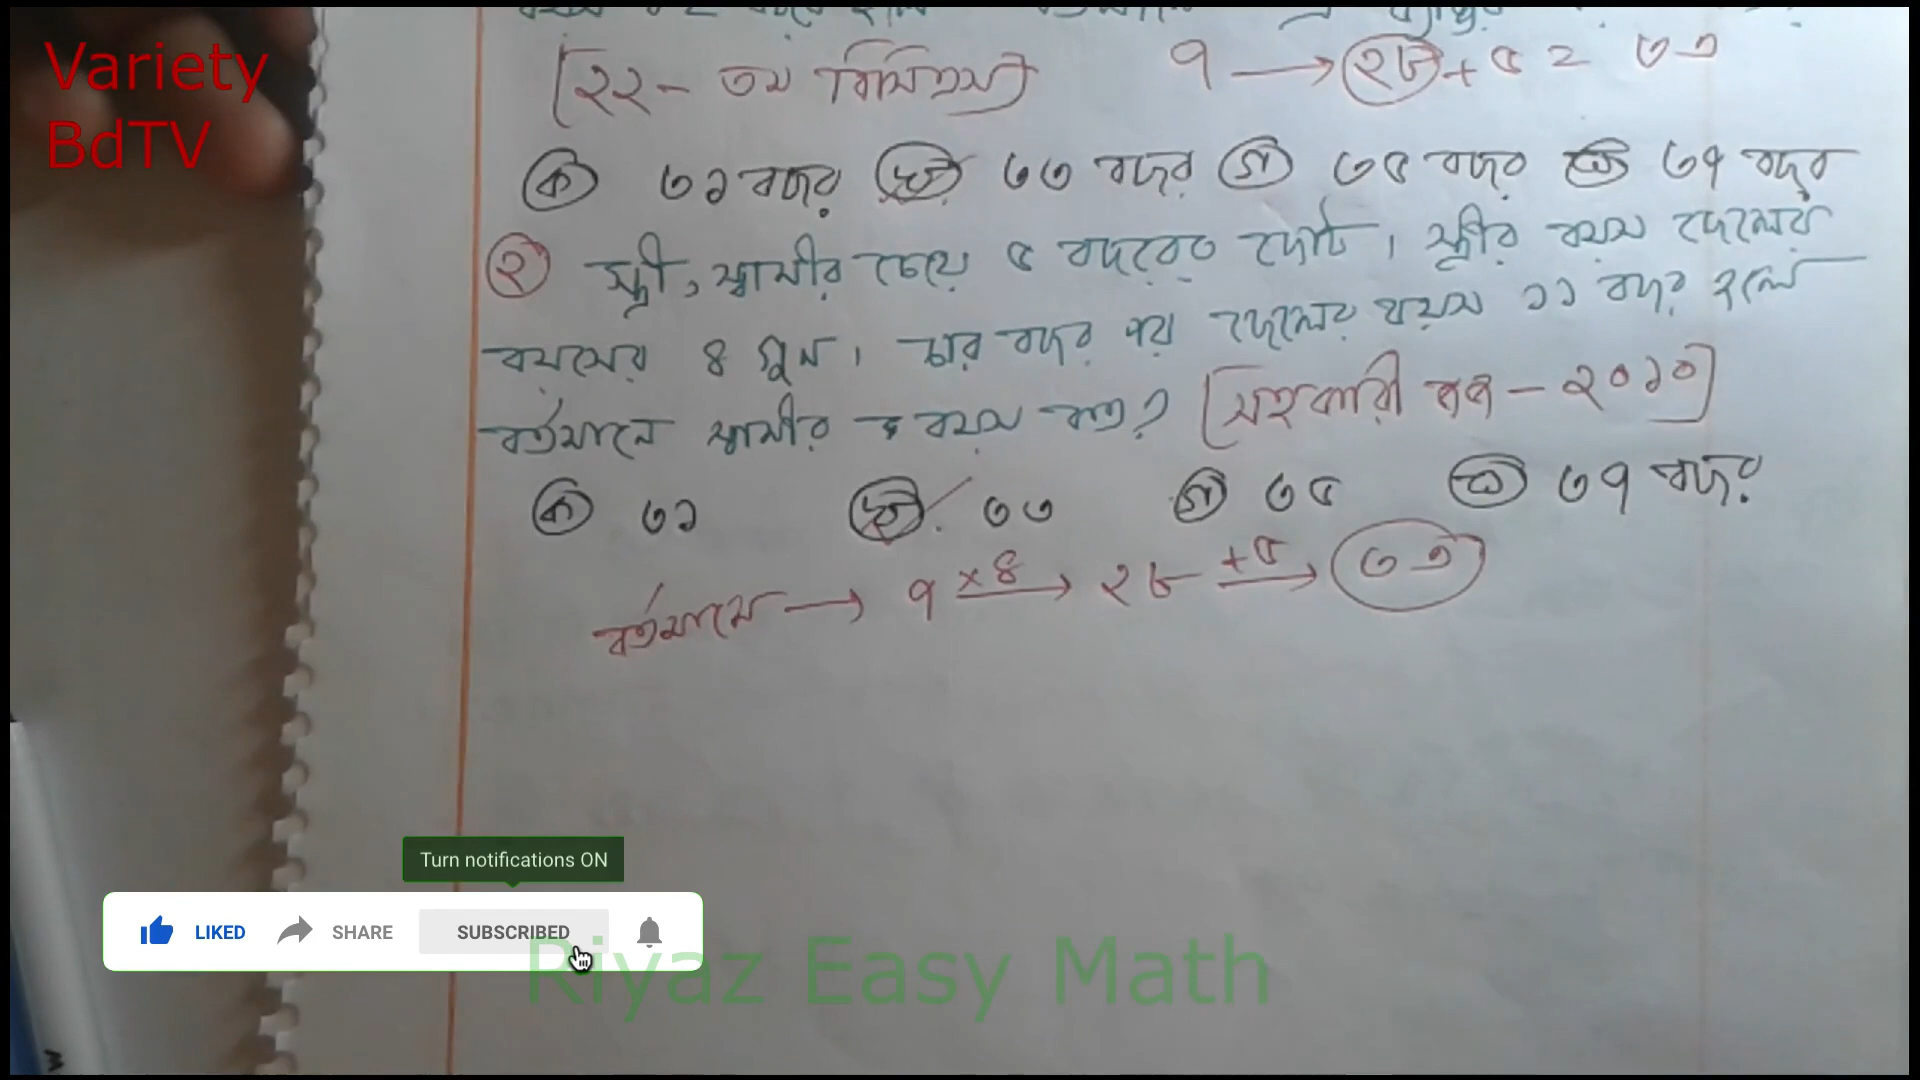 Variety
BdTV
[২২- তম বিসিএস] ৭ → ২৮ + ৫ = ৩৩
ক ৩১ বছর খ ৩৩ বছর গ ৩৫ বছর ঘ ৩৭ বছর
২ স্ত্রী, স্বামীর চেয়ে ৫ বছরের ছোট। স্ত্রীর বয়স ছেলের
বয়সের ৪ গুন। চার বছর পর ছেলের বয়স ১১ বছর হলে
বর্তমানে স্বামীর বয়স কত? [সহকারী জজ - ২০১০]
ক ৩১ খ ৩৩ গ ৩৫ ঘ ৩৭ বছর
বর্তমানে → ৭ ×৪ → ২৮ +৫ → ৩৩
Turn notifications ON
LIKED SHARE SUBSCRIBED
Riyaz Easy Math